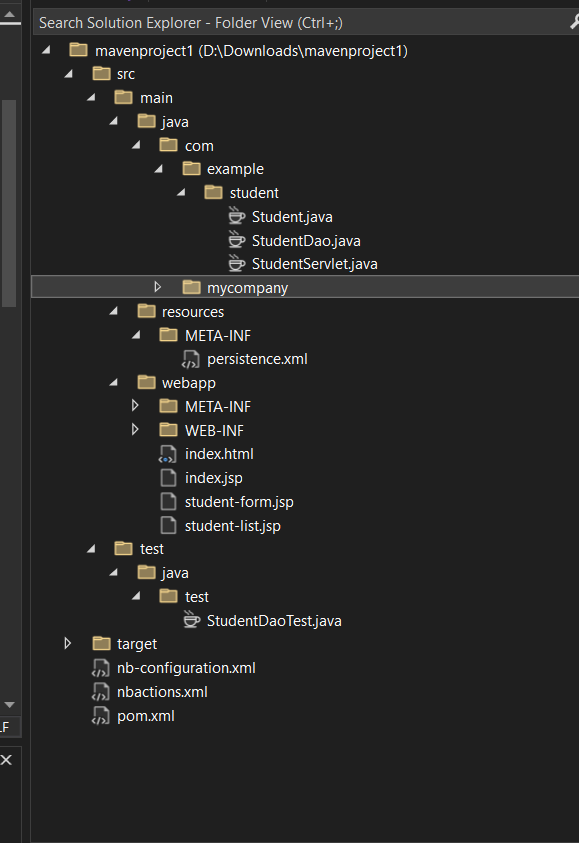 Search Solution Explorer - Folder View (Ctrl+;)
mavenproject1 (D:\Downloads\mavenproject1)
src
main
java
com
example
student
Student.java
StudentDao.java
StudentServlet.java
mycompany
resources
META-INF
persistence.xml
webapp
META-INF
WEB-INF
index.html
index.jsp
student-form.jsp
student-list.jsp
test
java
test
StudentDaoTest.java
target
nb-configuration.xml
nbactions.xml
pom.xml
LF